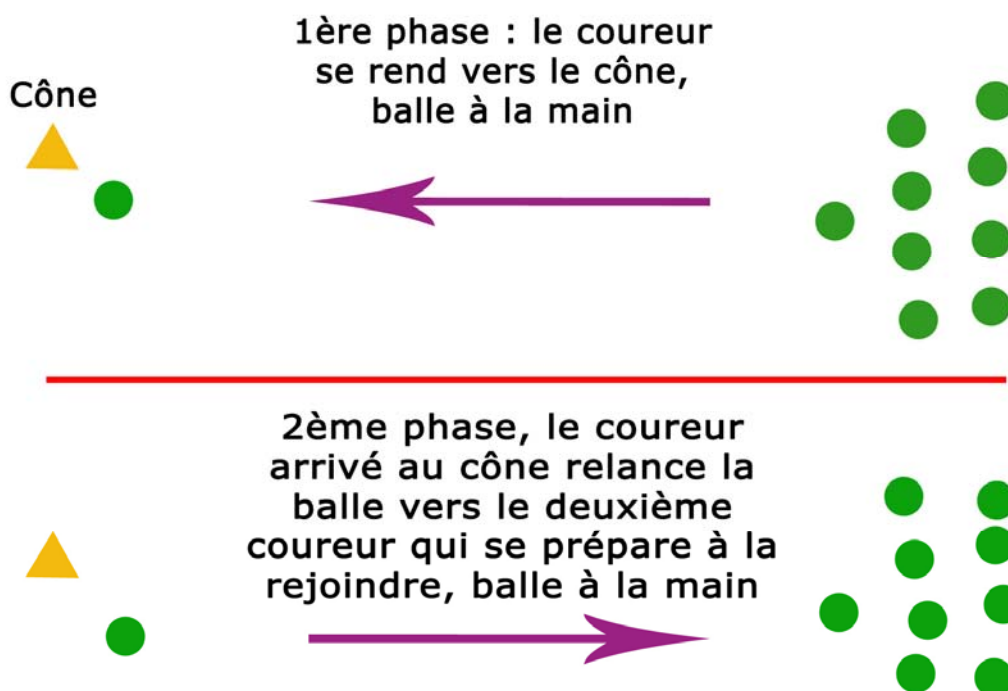 1ère phase : le coureur
se rend vers le cône,
balle à la main
Cône
2ème phase, le coureur
arrivé au cône relance la
balle vers le deuxième
coureur qui se prépare à la
rejoindre, balle à la main